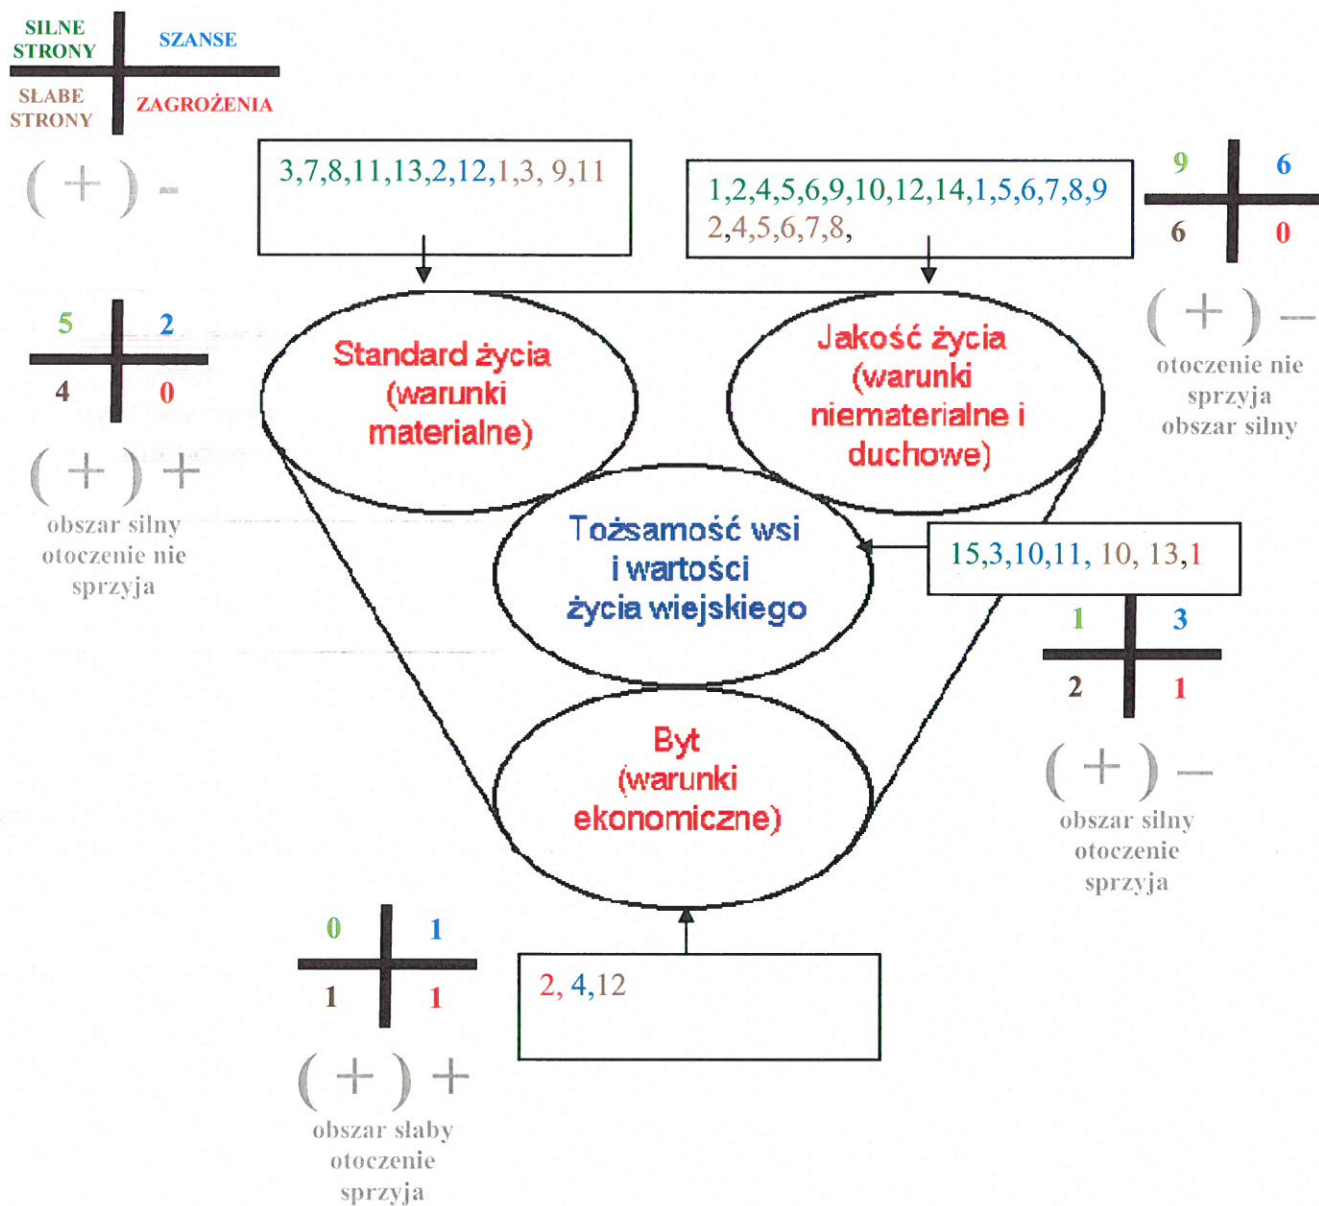 SILNE
STRONY
SZANSE
SŁABE
STRONY
ZAGROŻENIA
( + ) -
3,7,8,11,13,2,12,1,3, 9,11
1,2,4,5,6,9,10,12,14,1,5,6,7,8,9
2,4,5,6,7,8,
9 6
6 0
( + ) –
otoczenie nie
sprzyja
obszar silny
5 2
4 0
( + ) +
obszar silny
otoczenie nie
sprzyja
Standard życia
(warunki
materialne)
Jakość życia
(warunki
niematerialne i
duchowe)
Tożsamość wsi
i wartości
życia wiejskiego
15,3,10,11, 10, 13,1
1 3
2 1
( + ) –
obszar silny
otoczenie
sprzyja
Byt
(warunki
ekonomiczne)
0 1
1 1
( + ) +
obszar słaby
otoczenie
sprzyja
2, 4,12